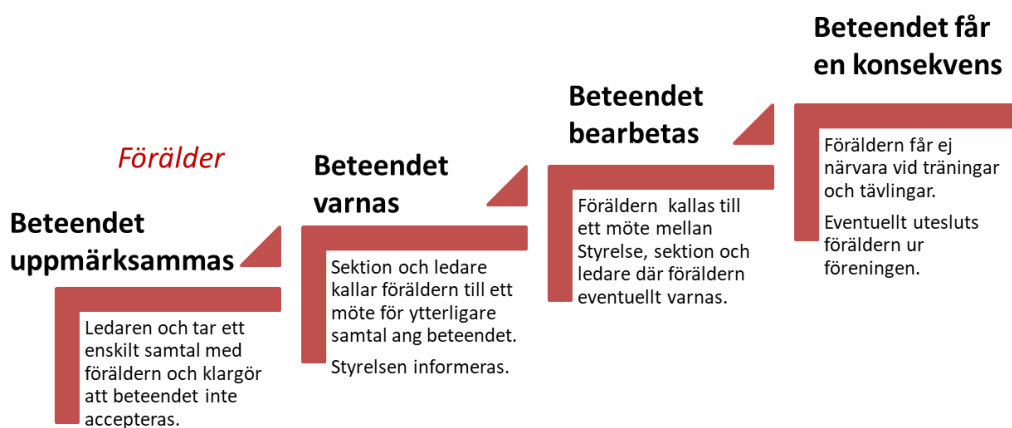 Förälder
Beteendet
uppmärksammas
Ledaren och tar ett
enskilt samtal med
föräldern och klargör
att beteendet inte
accepteras.
Beteendet
varnas
Sektion och ledare
kallar föräldern till ett
möte för ytterligare
samtal ang beteendet.
Styrelsen informeras.
Beteendet
bearbetas
Föräldern  kallas till
ett möte mellan
Styrelse, sektion och
ledare där föräldern
eventuellt varnas.
Beteendet får
en konsekvens
Föräldern får ej
närvara vid träningar
och tävlingar.
Eventuellt utesluts
föräldern ur
föreningen.